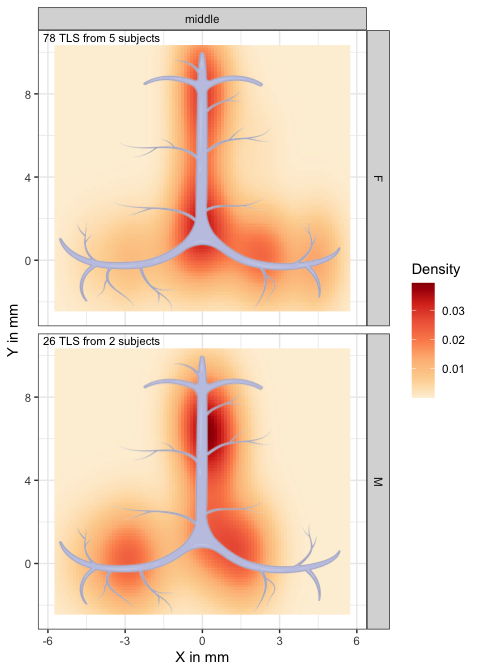 middle
78 TLS from 5 subjects
F
8
4
0
Density
0.03
0.02
0.01
Y in mm
26 TLS from 2 subjects
M
8
4
0
-6 -3 0 3 6
X in mm